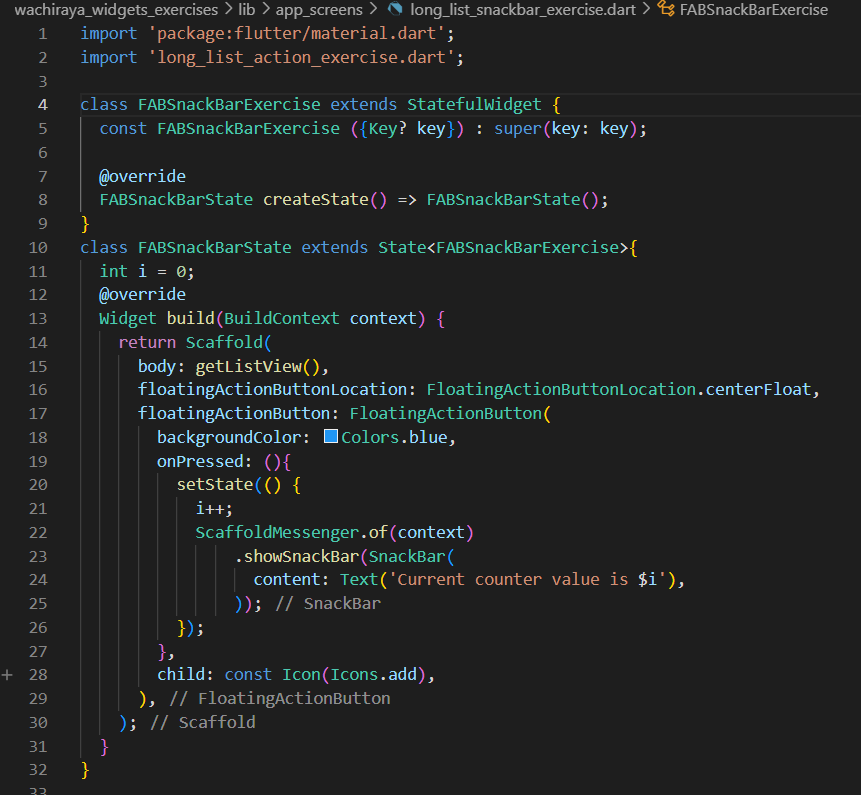 wachiraya_widgets_exercises > lib > app_screens > long_list_snackbar_exercise.dart > FABSnackBarExercise
1 import 'package:flutter/material.dart';
2 import 'long_list_action_exercise.dart';
3
4 class FABSnackBarExercise extends StatefulWidget {
5   const FABSnackBarExercise ({Key? key}) : super(key: key);
6
7   @override
8   FABSnackBarState createState() => FABSnackBarState();
9 }
10 class FABSnackBarState extends State<FABSnackBarExercise>{
11   int i = 0;
12   @override
13   Widget build(BuildContext context) {
14     return Scaffold(
15       body: getListView(),
16       floatingActionButtonLocation: FloatingActionButtonLocation.centerFloat,
17       floatingActionButton: FloatingActionButton(
18         backgroundColor: Colors.blue,
19         onPressed: (){
20           setState(() {
21             i++;
22             ScaffoldMessenger.of(context)
23                 .showSnackBar(SnackBar(
24                   content: Text('Current counter value is $i'),
25                 )); // SnackBar
26           });
27         },
28         child: const Icon(Icons.add),
29       ), // FloatingActionButton
30     ); // Scaffold
31   }
32 }
33